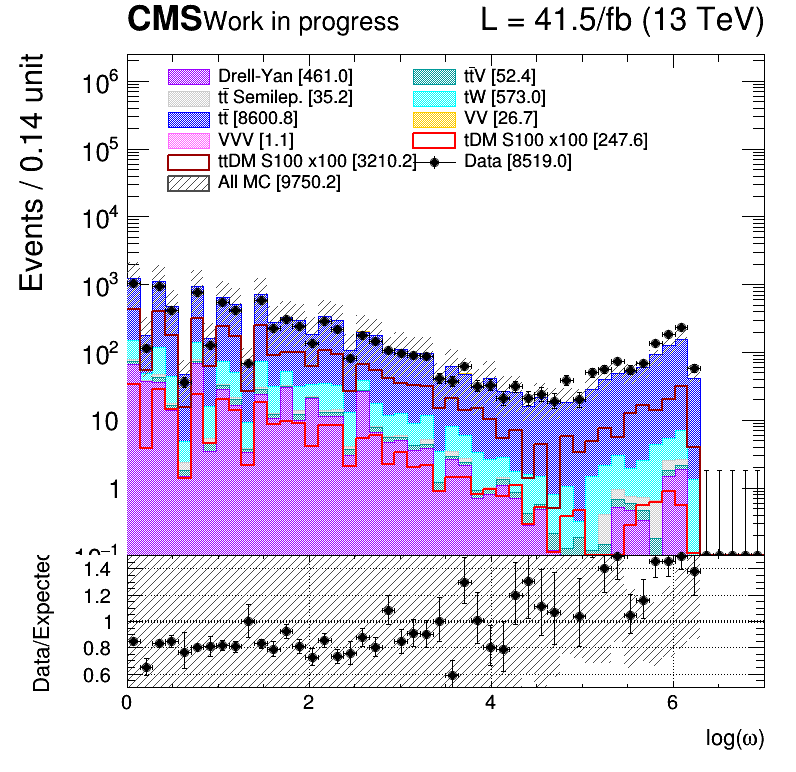 CMS Work in progress L = 41.5/fb (13 TeV)
Events / 0.14 unit
Drell-Yan [461.0] tt̄V [52.4]
tt̄ Semilep. [35.2] tW [573.0]
tt̄ [8600.8] VV [26.7]
VVV [1.1] tDM S100 x100 [247.6]
ttDM S100 x100 [3210.2] Data [8519.0]
All MC [9750.2]
10⁶
10⁵
10⁴
10³
10²
10
1
10⁻¹
Data/Expected
1.4
1.2
1
0.8
0.6
0 2 4 6
log(ω)